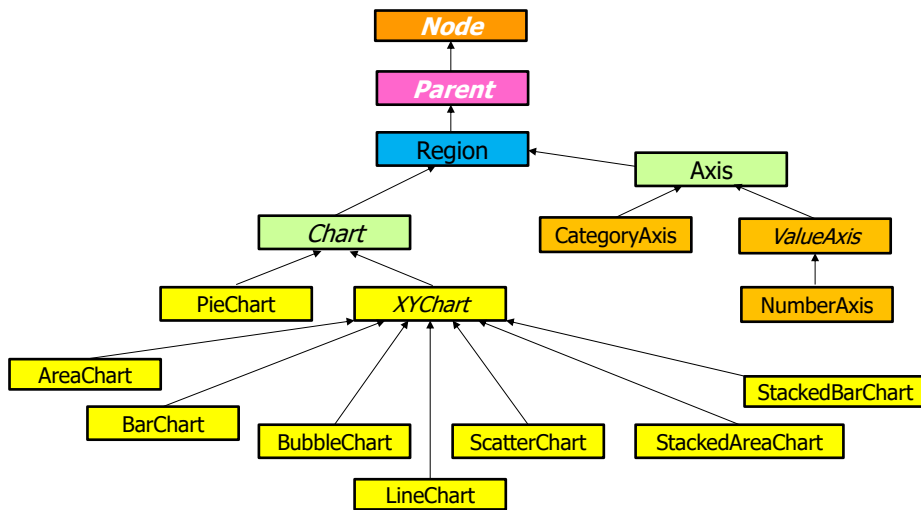 Node
Parent
Region
Axis
Chart
CategoryAxis
ValueAxis
PieChart
XYChart
NumberAxis
AreaChart
StackedBarChart
BarChart
BubbleChart
ScatterChart
StackedAreaChart
LineChart